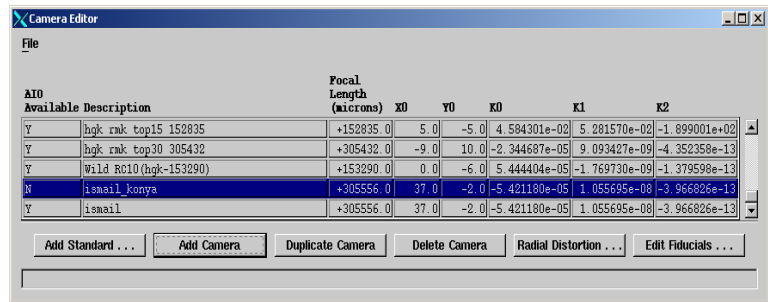 Camera Editor
File
Focal
AIO Length
Available Description (microns) X0 Y0 K0 K1 K2
Y hgk rmk top15 152835 +152835.0 5.0 -5.0 4.584301e-02 5.281570e-02 -1.899001e+02
Y hgk rmk top30 305432 +305432.0 -9.0 10.0 -2.344687e-05 9.093427e-09 -4.352358e-13
Y Wild RC10(hgk-153290) +153290.0 0.0 -6.0 5.444404e-05 -1.769730e-09 -1.379598e-13
N ismail_konya +305556.0 37.0 -2.0 -5.421180e-05 1.055695e-08 -3.966826e-13
Y ismail +305556.0 37.0 -2.0 -5.421180e-05 1.055695e-08 -3.966826e-13
Add Standard ... Add Camera Duplicate Camera Delete Camera Radial Distortion ... Edit Fiducials ...